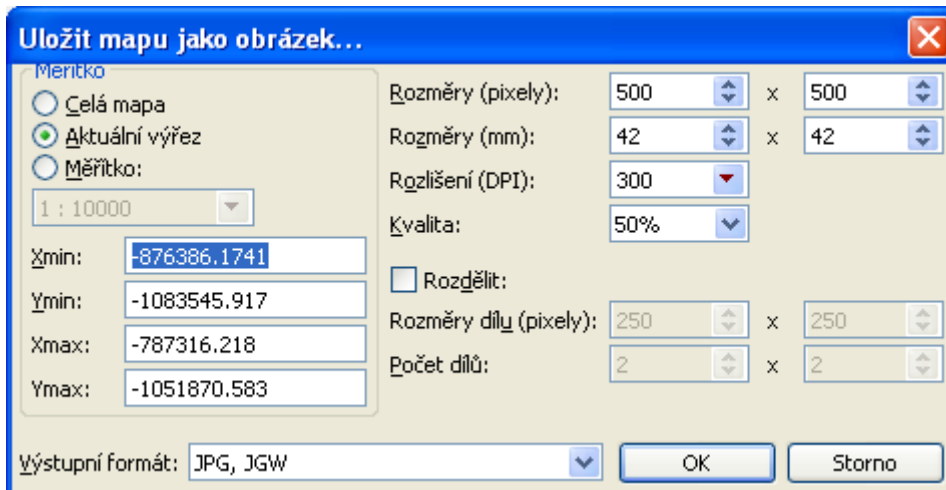 Uložit mapu jako obrázek...
Měřítko
Celá mapa
Aktuální výřez
Měřítko:
1 : 10000
Xmin: -876386.1741
Ymin: -1083545.917
Xmax: -787316.218
Ymax: -1051870.583
Rozměry (pixely): 500 x 500
Rozměry (mm): 42 x 42
Rozlišení (DPI): 300
Kvalita: 50%
Rozdělit:
Rozměry dílu (pixely): 250 x 250
Počet dílů: 2 x 2
Výstupní formát: JPG, JGW
OK Storno